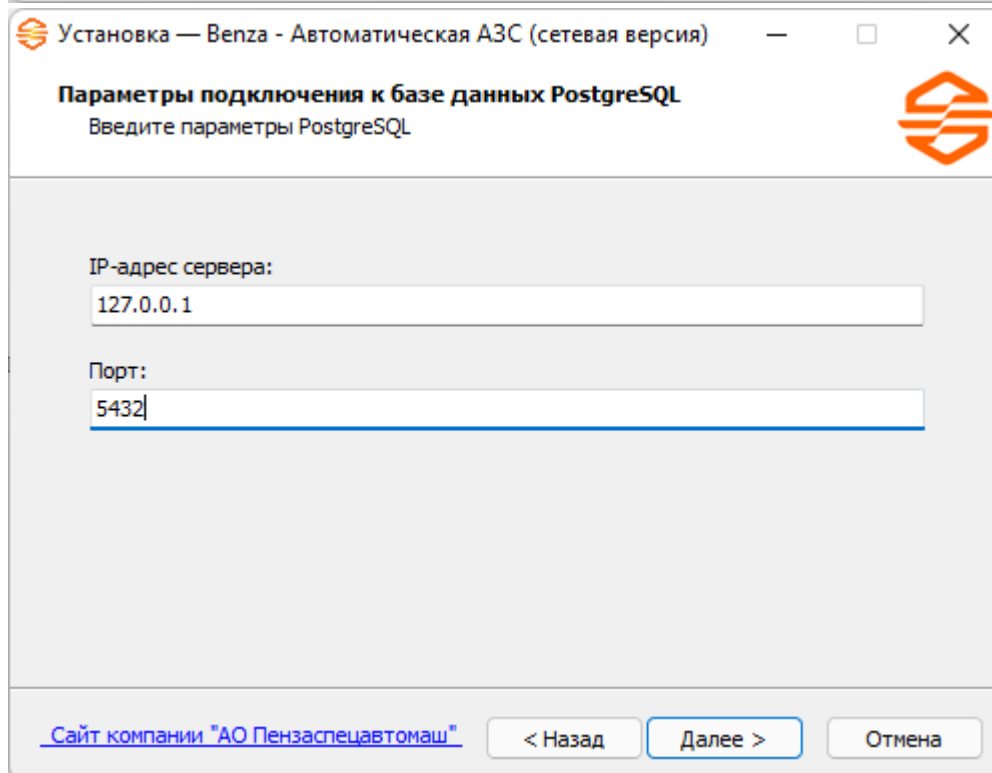 Установка — Benza - Автоматическая АЗС (сетевая версия)
Параметры подключения к базе данных PostgreSQL
Введите параметры PostgreSQL
IP-адрес сервера:
127.0.0.1
Порт:
5432
Сайт компании "АО Пензаспецавтомаш"
< Назад
Далее >
Отмена